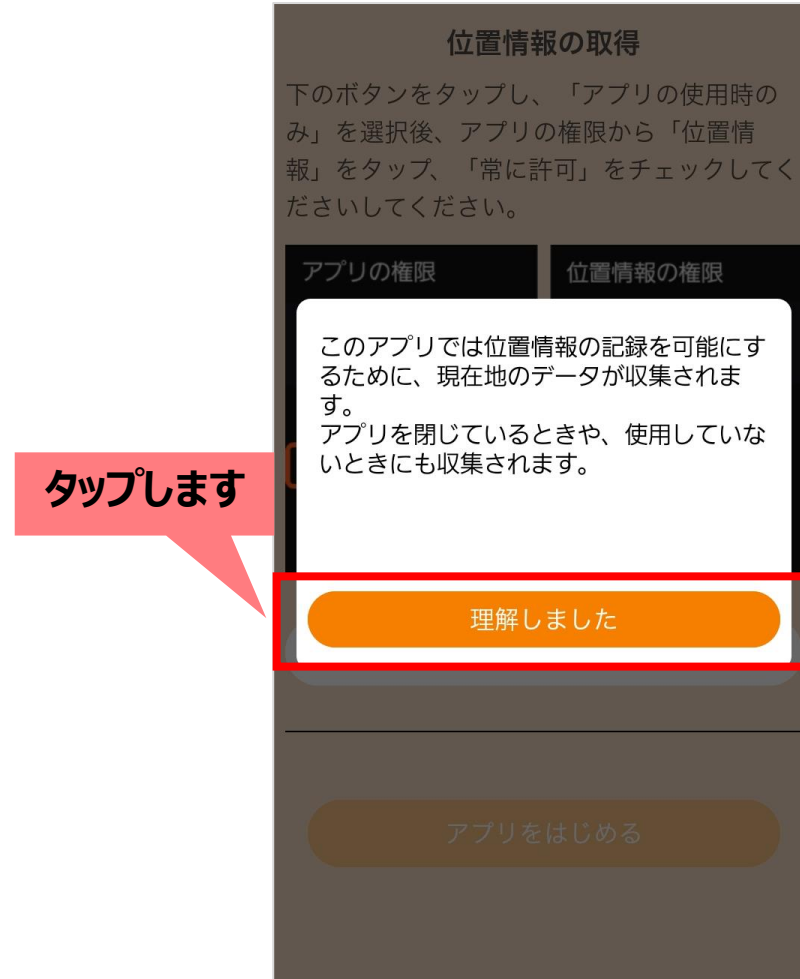 位置情報の取得
下のボタンをタップし、「アプリの使用時の
み」を選択後、アプリの権限から「位置情
報」をタップ、「常に許可」をチェックしてく
ださいしてください。
アプリの権限
位置情報の権限
このアプリでは位置情報の記録を可能にす
るために、現在地のデータが収集されま
す。
アプリを閉じているときや、使用していな
いときにも収集されます。
タップします
理解しました
アプリをはじめる